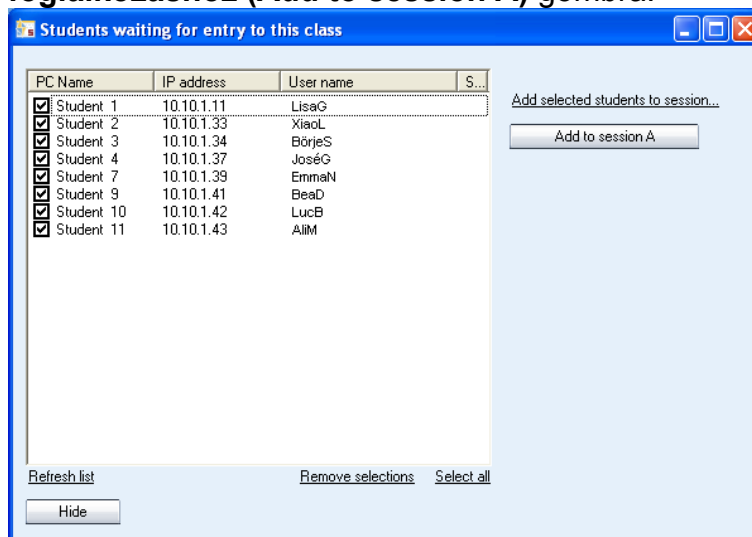 (Add to session A) gombra.
Students waiting for entry to this class
PC Name IP address User name S...
Student 1 10.10.1.11 LisaG
Student 2 10.10.1.33 XiaoL
Student 3 10.10.1.34 BörjeS
Student 4 10.10.1.37 JoséG
Student 7 10.10.1.39 EmmaN
Student 9 10.10.1.41 BeaD
Student 10 10.10.1.42 LucB
Student 11 10.10.1.43 AliM
Add selected students to session...
Add to session A
Refresh list Remove selections Select all
Hide